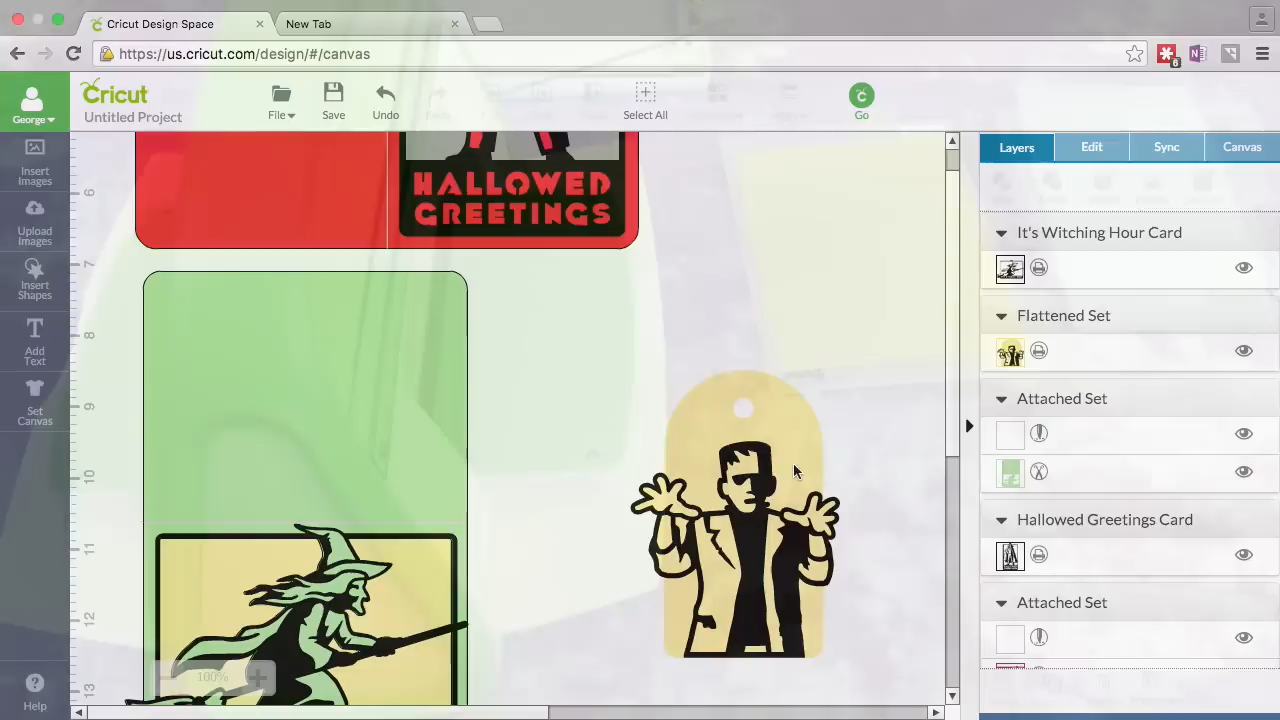 Cricut Design Space
New Tab
https://us.cricut.com/design/#/canvas
6
George
Cricut
Untitled Project
File
Save
Undo
Select All
Go
Insert
Images
Upload
Images
Insert
Shapes
Add
Text
Set
Canvas
Help
6
7
8
9
10
11
12
13
HALLOWED
GREETINGS
100%
Layers
Edit
Sync
Canvas
It's Witching Hour Card
Flattened Set
Attached Set
Hallowed Greetings Card
Attached Set